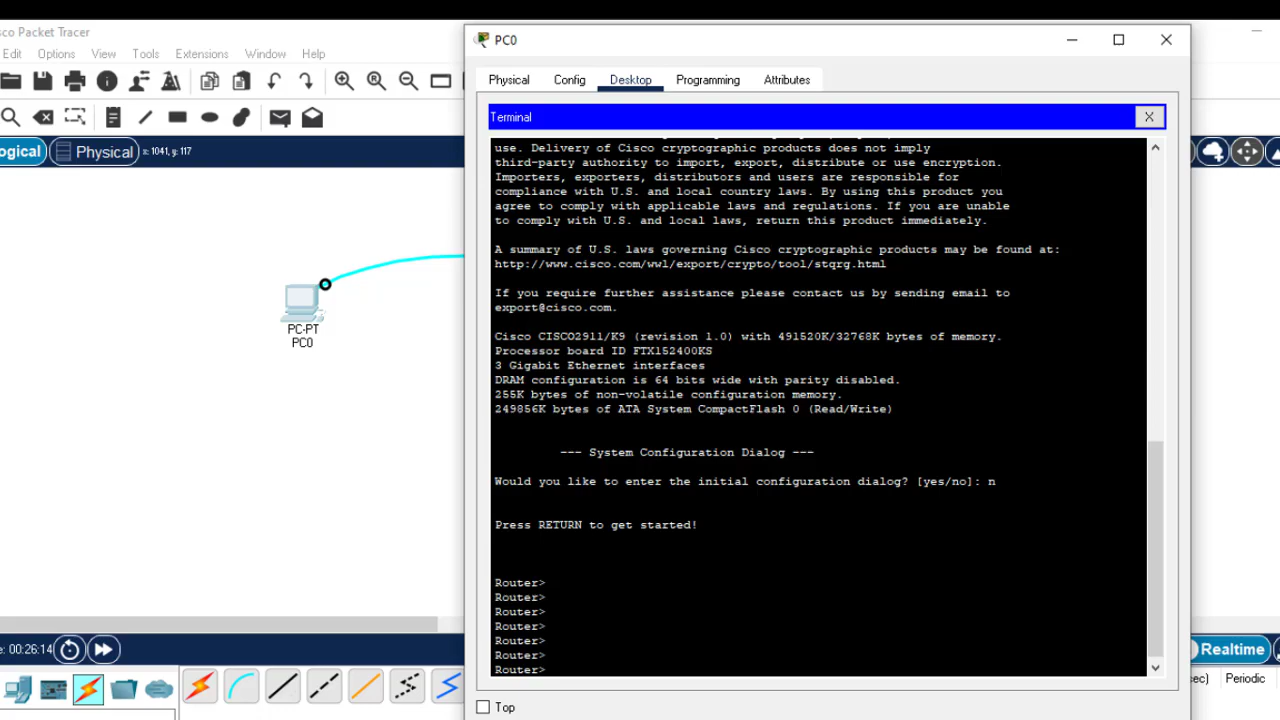 sco Packet Tracer
Edit Options View Tools Extensions Window Help
ogical Physical x: 1041, y: 117
PC-PT
PC0
PC0
Physical Config Desktop Programming Attributes
Terminal X
use. Delivery of Cisco cryptographic products does not imply
third-party authority to import, export, distribute or use encryption.
Importers, exporters, distributors and users are responsible for
compliance with U.S. and local country laws. By using this product you
agree to comply with applicable laws and regulations. If you are unable
to comply with U.S. and local laws, return this product immediately.
A summary of U.S. laws governing Cisco cryptographic products may be found at:
http://www.cisco.com/wwl/export/crypto/tool/stqrg.html
If you require further assistance please contact us by sending email to
export@cisco.com.
Cisco CISCO2911/K9 (revision 1.0) with 491520K/32768K bytes of memory.
Processor board ID FTX152400KS
3 Gigabit Ethernet interfaces
DRAM configuration is 64 bits wide with parity disabled.
255K bytes of non-volatile configuration memory.
249856K bytes of ATA System CompactFlash 0 (Read/Write)
--- System Configuration Dialog ---
Would you like to enter the initial configuration dialog? [yes/no]: n
Press RETURN to get started!
Router>
Router>
Router>
Router>
Router>
Router>
Router>
Top
e: 00:26:14
Realtime
ec) Periodic